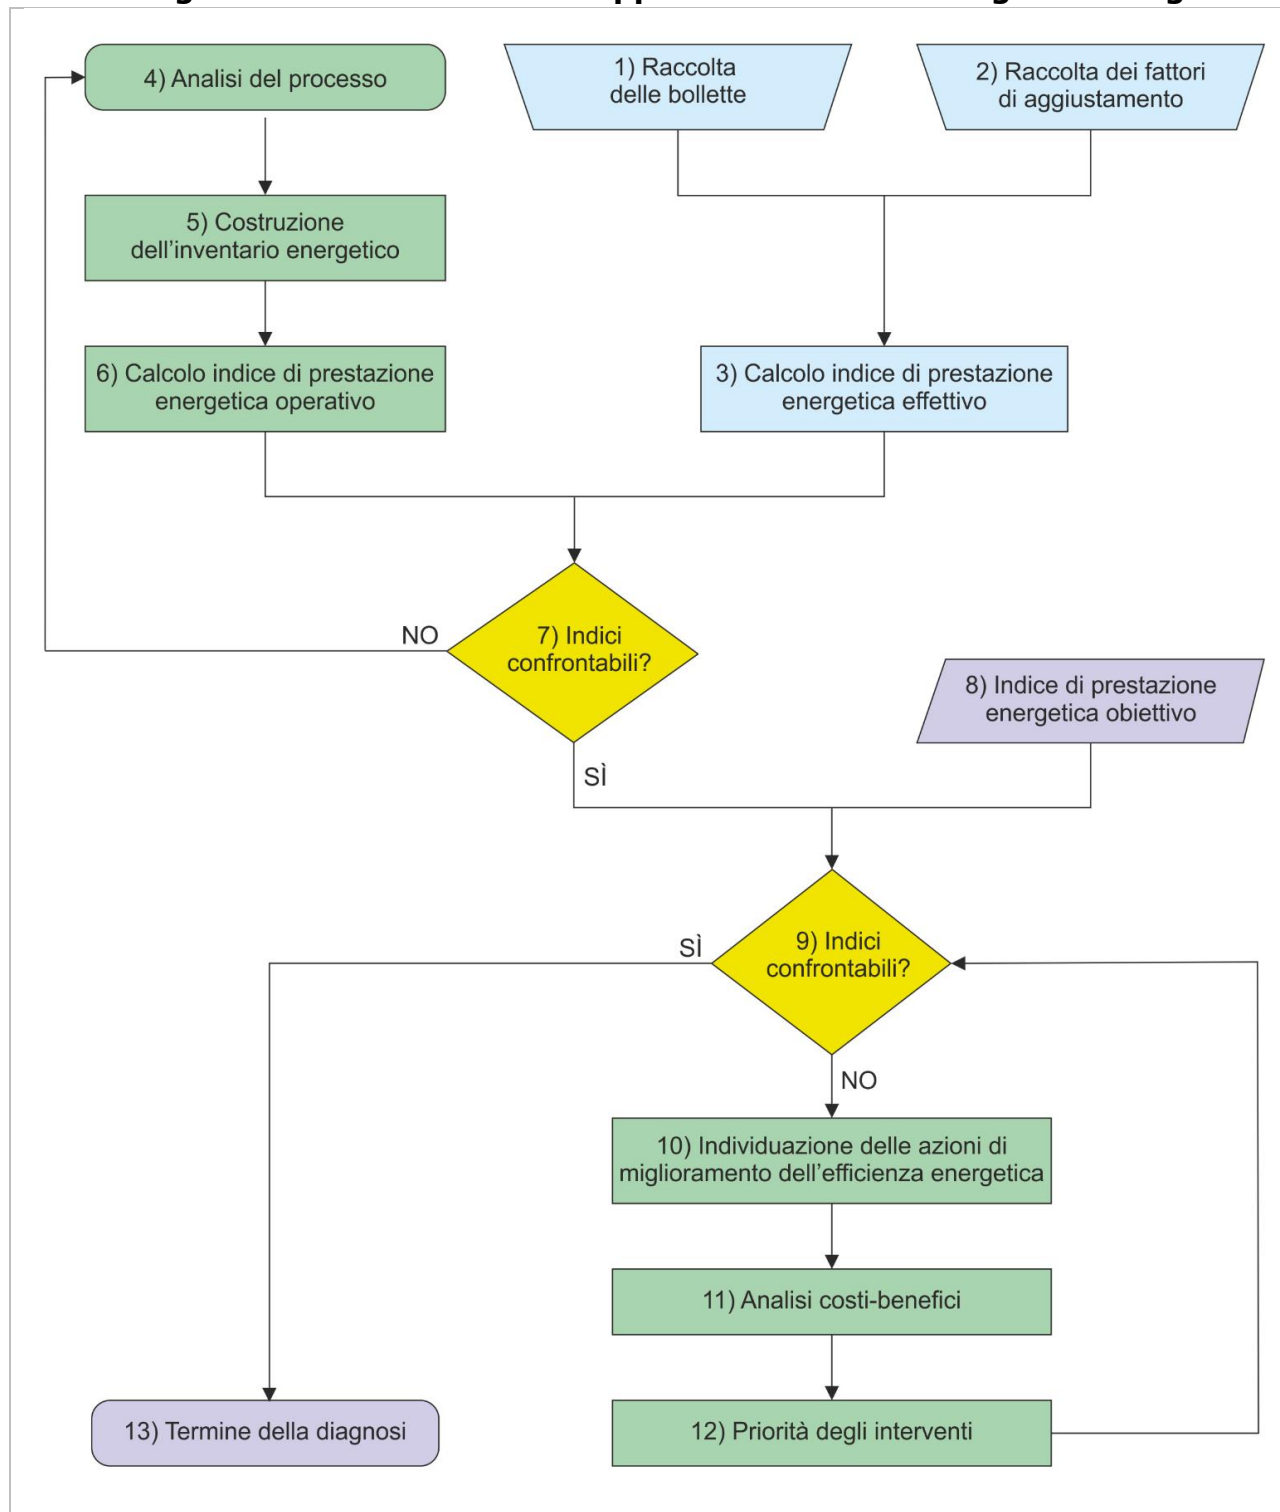 4) Analisi del processo
1) Raccolta
delle bollette
2) Raccolta dei fattori
di aggiustamento
5) Costruzione
dell’inventario energetico
6) Calcolo indice di prestazione
energetica operativo
3) Calcolo indice di prestazione
energetica effettivo
NO
7) Indici
confrontabili?
8) Indice di prestazione
energetica obiettivo
SÌ
SÌ
9) Indici
confrontabili?
NO
10) Individuazione delle azioni di
miglioramento dell’efficienza energetica
11) Analisi costi-benefici
13) Termine della diagnosi
12) Priorità degli interventi